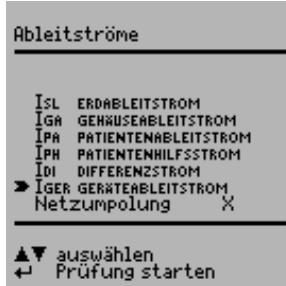 Ableitströme
ISL ERDABLEITSTROM
IGA GEHÄUSEABLEITSTROM
IPA PATIENTENABLEITSTROM
IPH PATIENTENHILFSSTROM
IDI DIFFERENZSTROM
IGER GERÄTEABLEITSTROM
Netzumpolung X
▲▼ auswählen
↵ Prüfung starten